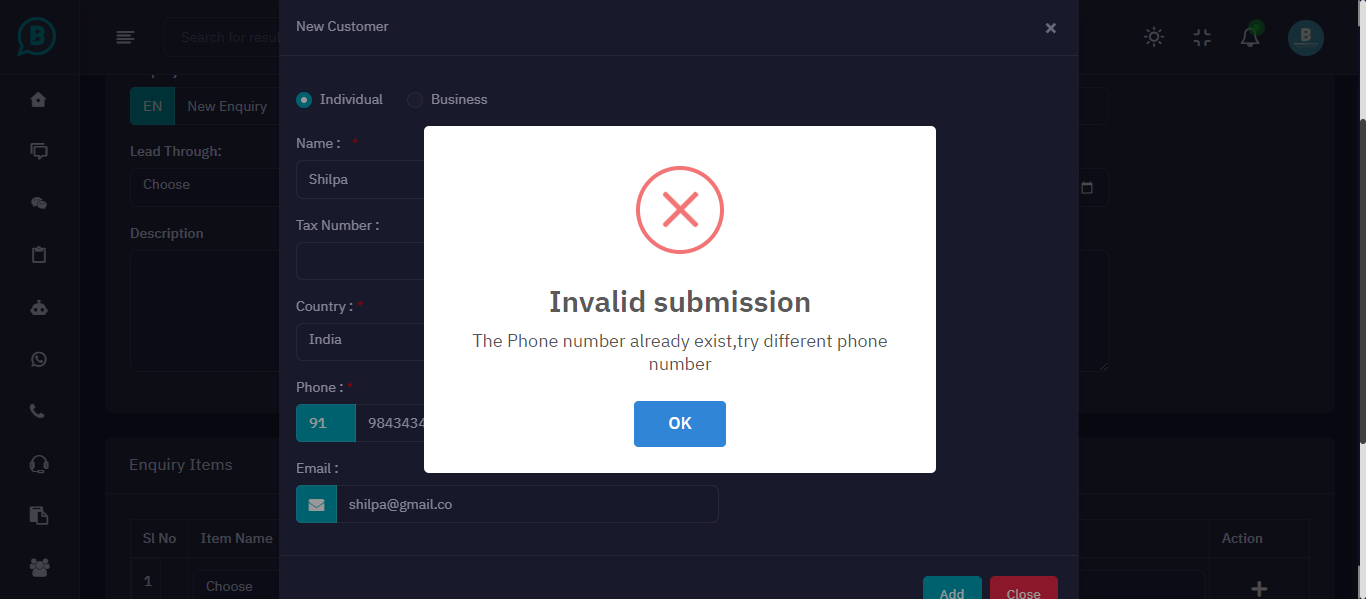 New Customer
×
B
Search for resul
B
Individual
Business
EN
New Enquiry
Name : *
Lead Through:
Shilpa
Choose
Tax Number :
Description
Invalid submission
Country : *
The Phone number already exist,try different phone
number
India
Phone : *
OK
91
9843434
Email :
Enquiry Items
shilpa@gmail.co
Sl No
Item Name
Action
1
Choose
Add
Close